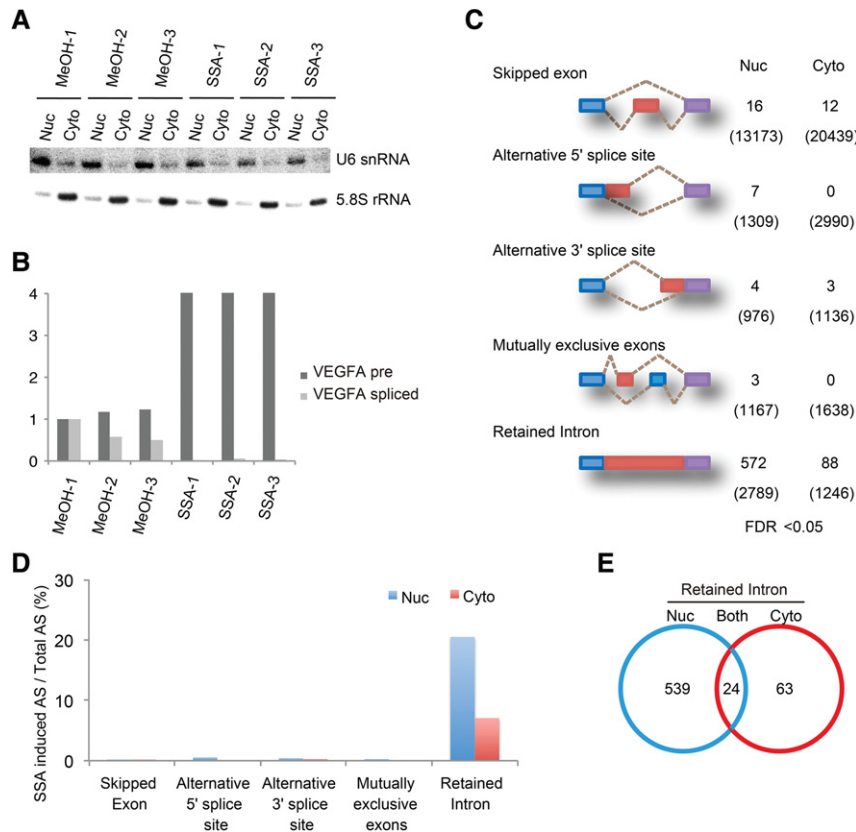 A
MeOH-1 MeOH-2 MeOH-3 SSA-1 SSA-2 SSA-3
Nuc Cyto Nuc Cyto Nuc Cyto Nuc Cyto Nuc Cyto Nuc Cyto
U6 snRNA
5.8S rRNA
B
4
3
2
1
0
VEGFA pre
VEGFA spliced
MeOH-1 MeOH-2 MeOH-3 SSA-1 SSA-2 SSA-3
C
Nuc Cyto
Skipped exon
16 12
(13173) (20439)
Alternative 5' splice site
7 0
(1309) (2990)
Alternative 3' splice site
4 3
(976) (1136)
Mutually exclusive exons
3 0
(1167) (1638)
Retained Intron
572 88
(2789) (1246)
FDR <0.05
D
SSA induced AS / Total AS (%)
30
20
10
0
Nuc Cyto
Skipped Exon
Alternative 5' splice site
Alternative 3' splice site
Mutually exclusive exons
Retained Intron
E
Retained Intron
Nuc Both Cyto
539 24 63